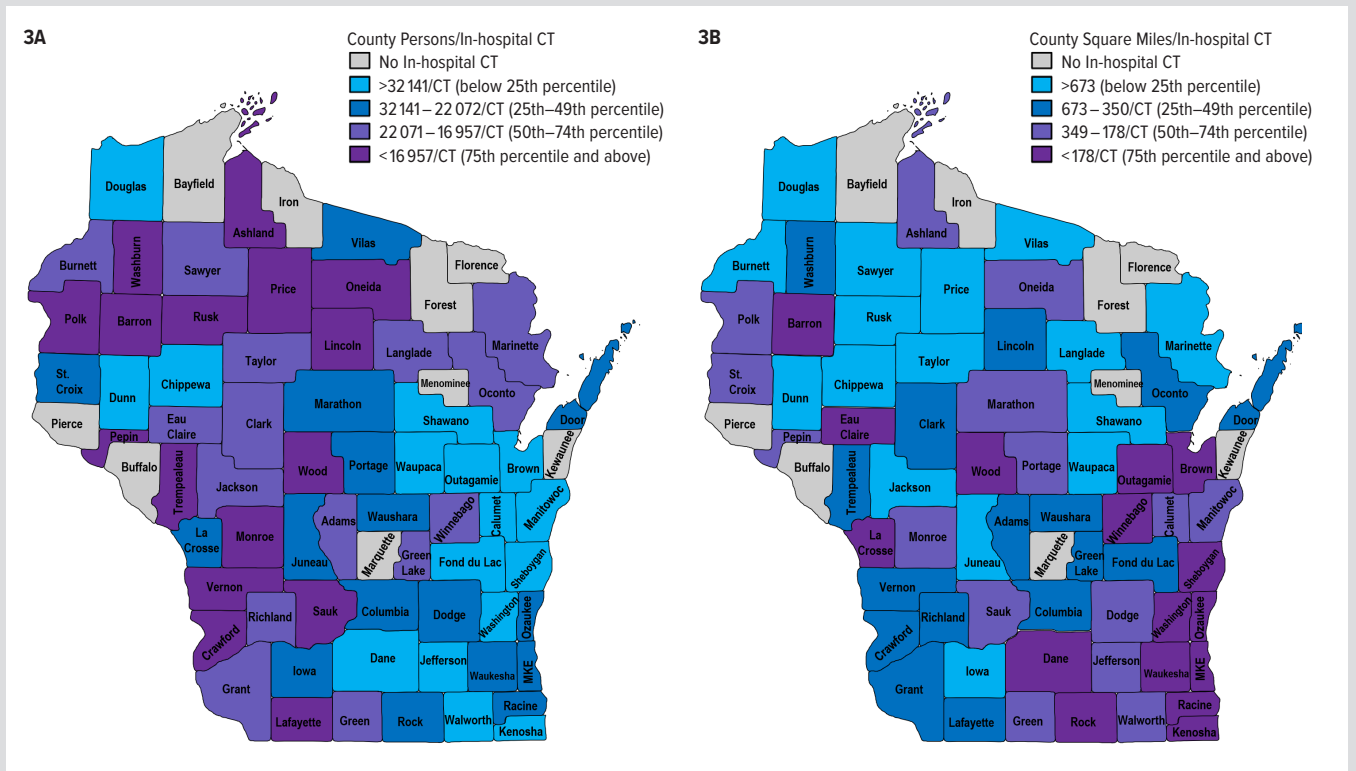 3A
County Persons/In-hospital CT
No In-hospital CT
>32 141/CT (below 25th percentile)
32 141–22 072/CT (25th–49th percentile)
22 071–16 957/CT (50th–74th percentile)
<16 957/CT (75th percentile and above)
Douglas
Bayfield
Iron
Ashland
Vilas
Burnett
Washburn
Sawyer
Florence
Price
Oneida
Forest
Polk
Barron
Rusk
Lincoln
Marinette
Taylor
Langlade
St.
Croix
Chippewa
Menominee
Dunn
Oconto
Marathon
Pierce
Eau
Claire
Clark
Shawano
Door
Pepin
Buffalo
Trempealeau
Wood
Portage
Waupaca
Outagamie
Brown
Kewaunee
Jackson
La
Crosse
Monroe
Juneau
Adams
Waushara
Winnebago
Calumet
Manitowoc
Marquette
Green
Lake
Fond du Lac
Sheboygan
Vernon
Richland
Sauk
Columbia
Dodge
Washington
Ozaukee
Crawford
Grant
Iowa
Dane
Jefferson
Waukesha
MKE
Lafayette
Green
Rock
Walworth
Racine
Kenosha
3B
County Square Miles/In-hospital CT
No In-hospital CT
>673 (below 25th percentile)
673–350/CT (25th–49th percentile)
349–178/CT (50th–74th percentile)
<178/CT (75th percentile and above)
Douglas
Bayfield
Iron
Ashland
Vilas
Burnett
Washburn
Sawyer
Florence
Price
Oneida
Forest
Polk
Barron
Rusk
Lincoln
Marinette
Taylor
Langlade
St.
Croix
Chippewa
Menominee
Dunn
Oconto
Marathon
Pierce
Eau
Claire
Clark
Shawano
Door
Pepin
Buffalo
Trempealeau
Wood
Portage
Waupaca
Outagamie
Brown
Kewaunee
Jackson
La
Crosse
Monroe
Juneau
Adams
Waushara
Winnebago
Calumet
Manitowoc
Marquette
Green
Lake
Fond du Lac
Sheboygan
Vernon
Richland
Sauk
Columbia
Dodge
Washington
Ozaukee
Crawford
Grant
Iowa
Dane
Jefferson
Waukesha
MKE
Lafayette
Green
Rock
Walworth
Racine
Kenosha